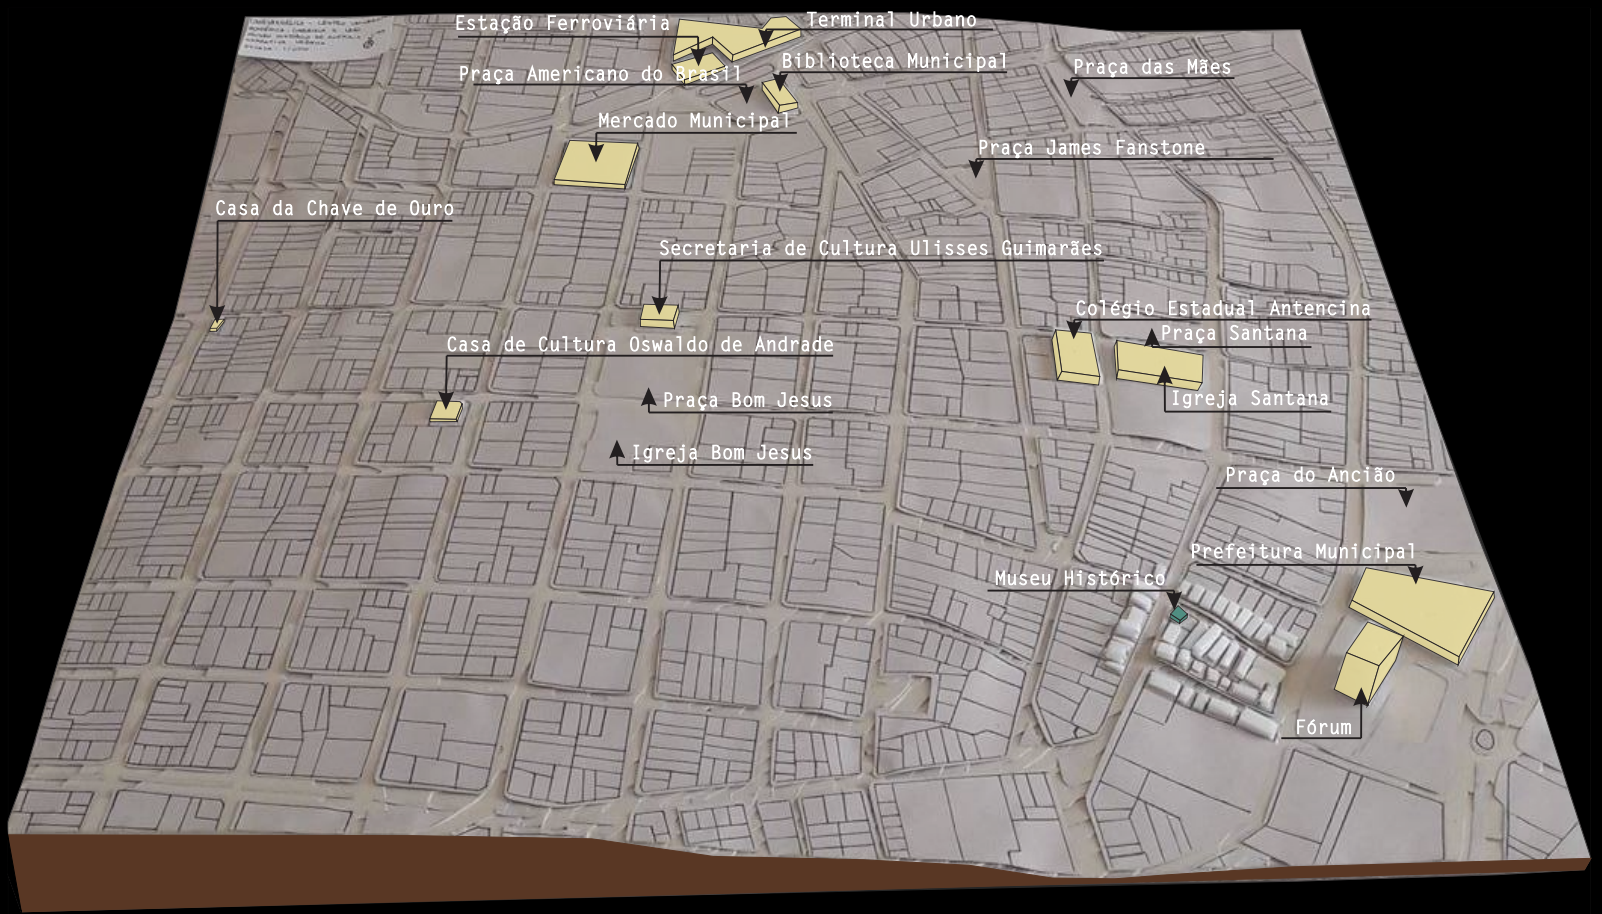 Estação Ferroviária
Terminal Urbano
Praça Americano do Brasil
Biblioteca Municipal
Praça das Mães
Mercado Municipal
Praça James Fanstone
Casa da Chave de Ouro
Secretaria de Cultura Ulisses Guimarães
Colégio Estadual Antencina
Praça Santana
Casa de Cultura Oswaldo de Andrade
Igreja Santana
Praça Bom Jesus
Igreja Bom Jesus
Praça do Ancião
Prefeitura Municipal
Museu Histórico
Fórum